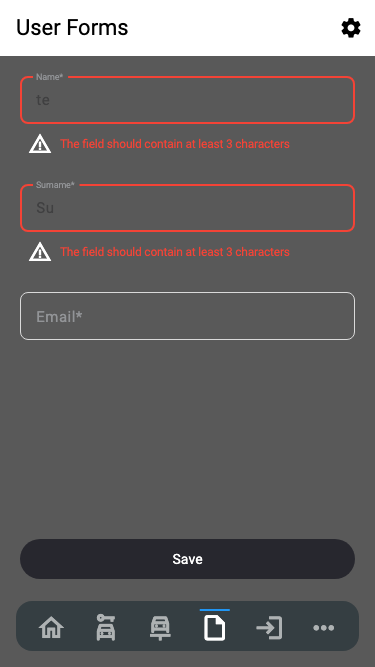 User Forms
Name*
te
The field should contain at least 3 characters
Surname*
Su
The field should contain at least 3 characters
Email*
Save